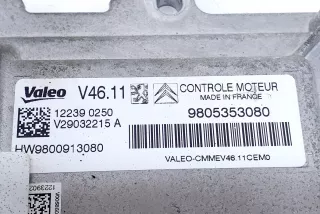 Valeo V46.11 CONTROLE MOTEUR
MADE IN FRANCE
12239 0250
V29032215 A
9805353080
HW9800913080
VALEO-CMMEV46.11CEM0